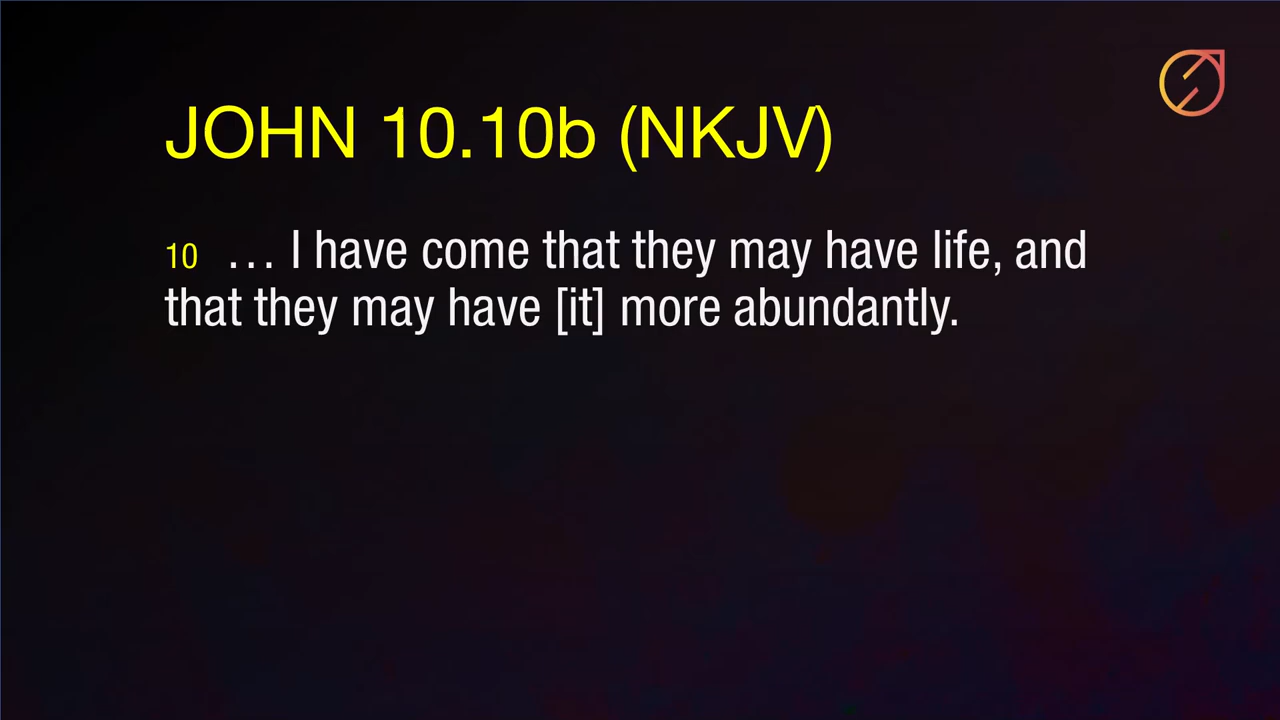 JOHN 10.10b (NKJV)
10 … I have come that they may have life, and
that they may have [it] more abundantly.